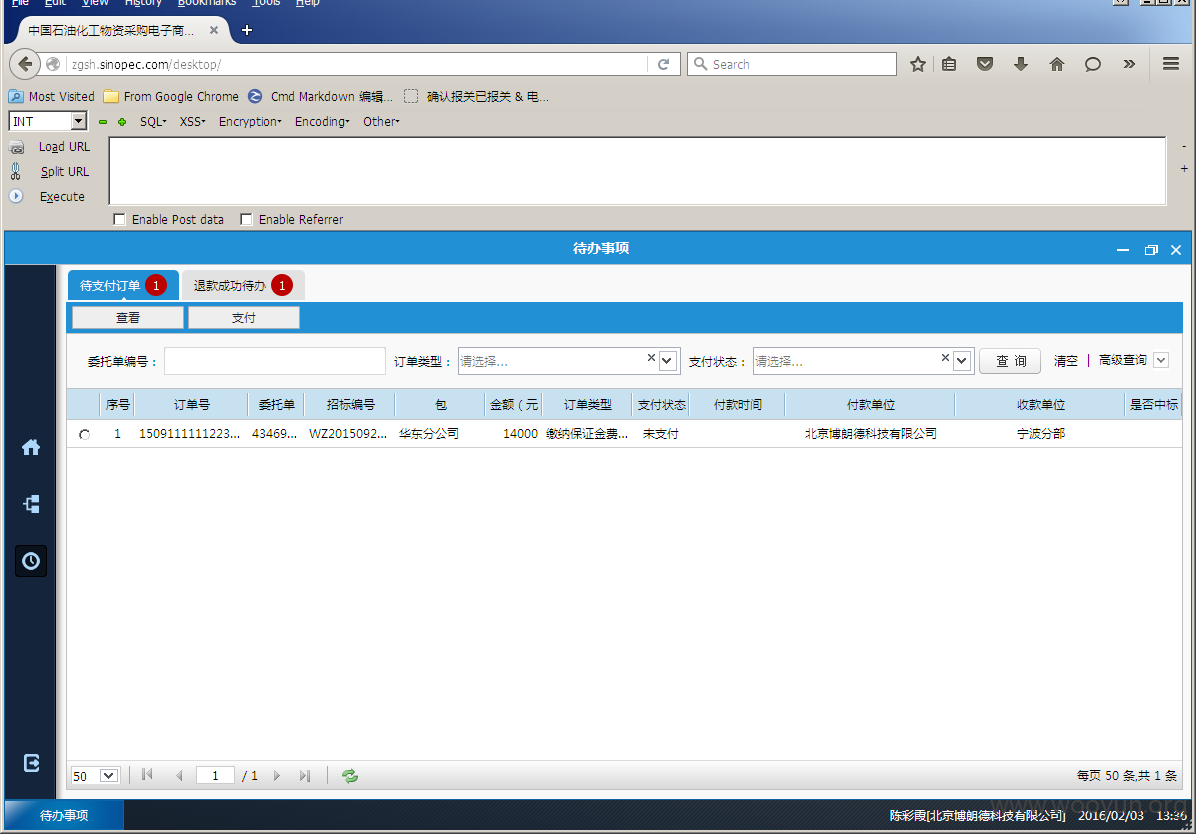 File Edit View History Bookmarks Tools Help
中国石油化工物资采购电子商...
zgsh.sinopec.com/desktop/
Search
Most Visited From Google Chrome Cmd Markdown 编辑... 确认报关已报关 & 电...
INT SQL XSS Encryption Encoding Other
Load URL
Split URL
Execute
Enable Post data Enable Referrer
待办事项
待支付订单 1 退款成功待办 1
查看 支付
委托单编号： 订单类型： 请选择... 支付状态： 请选择... 查 询 清空 | 高级查询
序号 订单号 委托单 招标编号 包 金额（元 订单类型 支付状态 付款时间 付款单位 收款单位 是否中标
1 1509111111223... 43469... WZ2015092... 华东分公司 14000 缴纳保证金费... 未支付 北京博朗德科技有限公司 宁波分部
50 1 / 1 每页 50 条,共 1 条
www.wooyun.org
待办事项 陈彩霞[北京博朗德科技有限公司] 2016/02/03 13:36